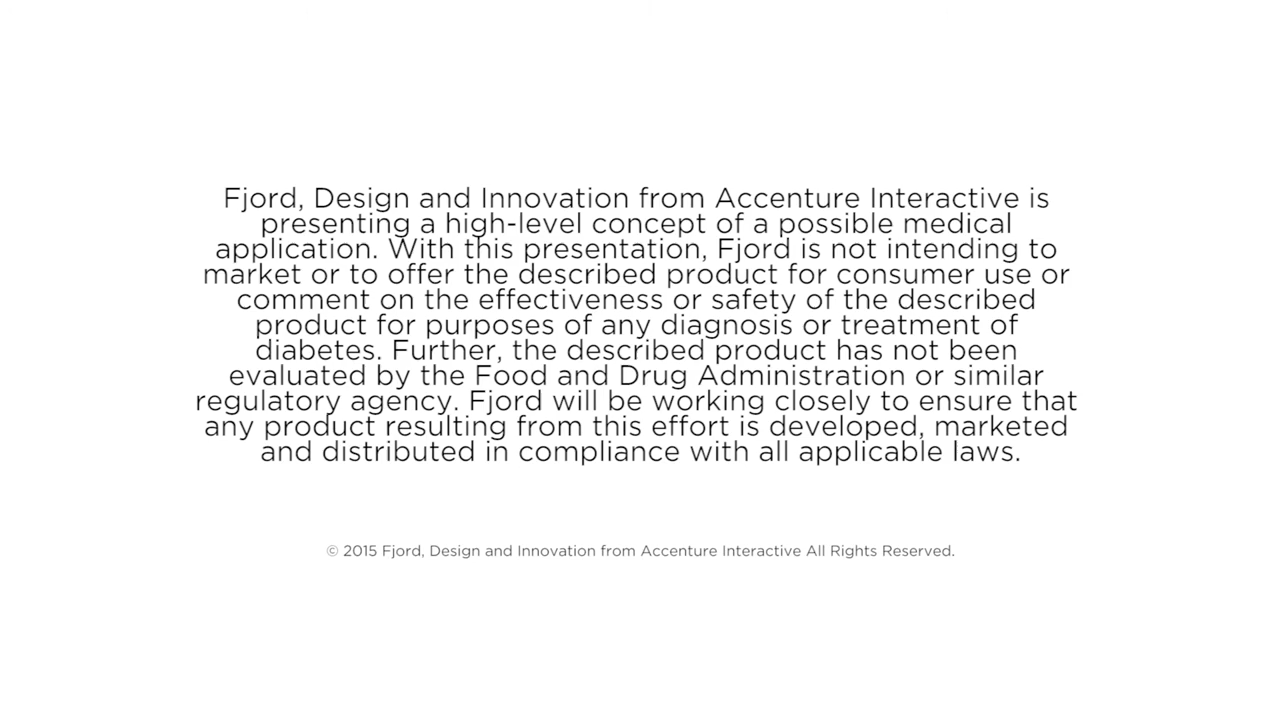 Fjord, Design and Innovation from Accenture Interactive is
presenting a high-level concept of a possible medical
application. With this presentation, Fjord is not intending to
market or to offer the described product for consumer use or
comment on the effectiveness or safety of the described
product for purposes of any diagnosis or treatment of
diabetes. Further, the described product has not been
evaluated by the Food and Drug Administration or similar
regulatory agency. Fjord will be working closely to ensure that
any product resulting from this effort is developed, marketed
and distributed in compliance with all applicable laws.
© 2015 Fjord, Design and Innovation from Accenture Interactive All Rights Reserved.